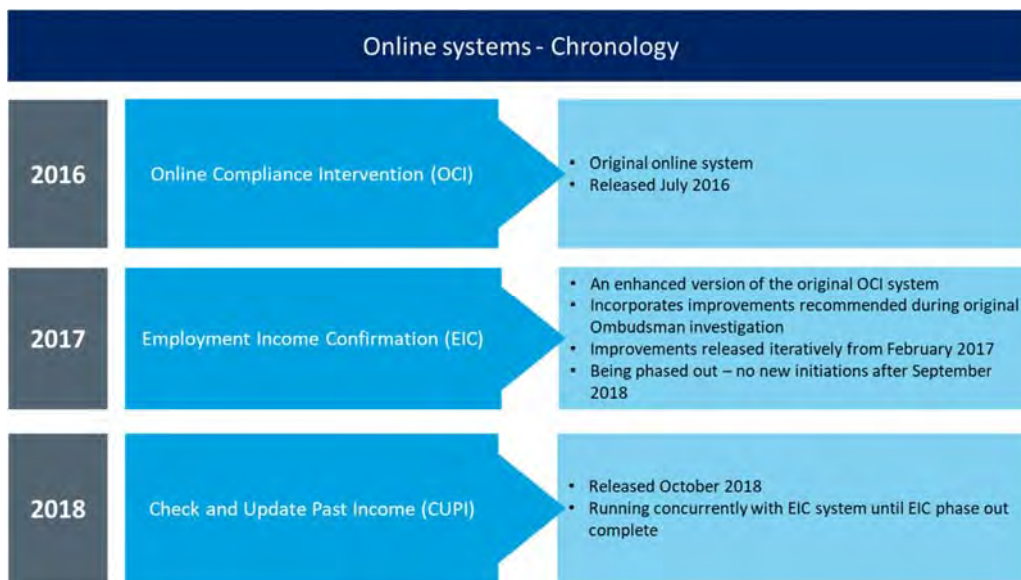 Online systems - Chronology
2016
Online Compliance Intervention (OCI)
• Original online system
• Released July 2016
2017
Employment Income Confirmation (EIC)
• An enhanced version of the original OCI system
• Incorporates improvements recommended during original
Ombudsman investigation
• Improvements released iteratively from February 2017
• Being phased out – no new initiations after September
2018
2018
Check and Update Past Income (CUPI)
• Released October 2018
• Running concurrently with EIC system until EIC phase out
complete